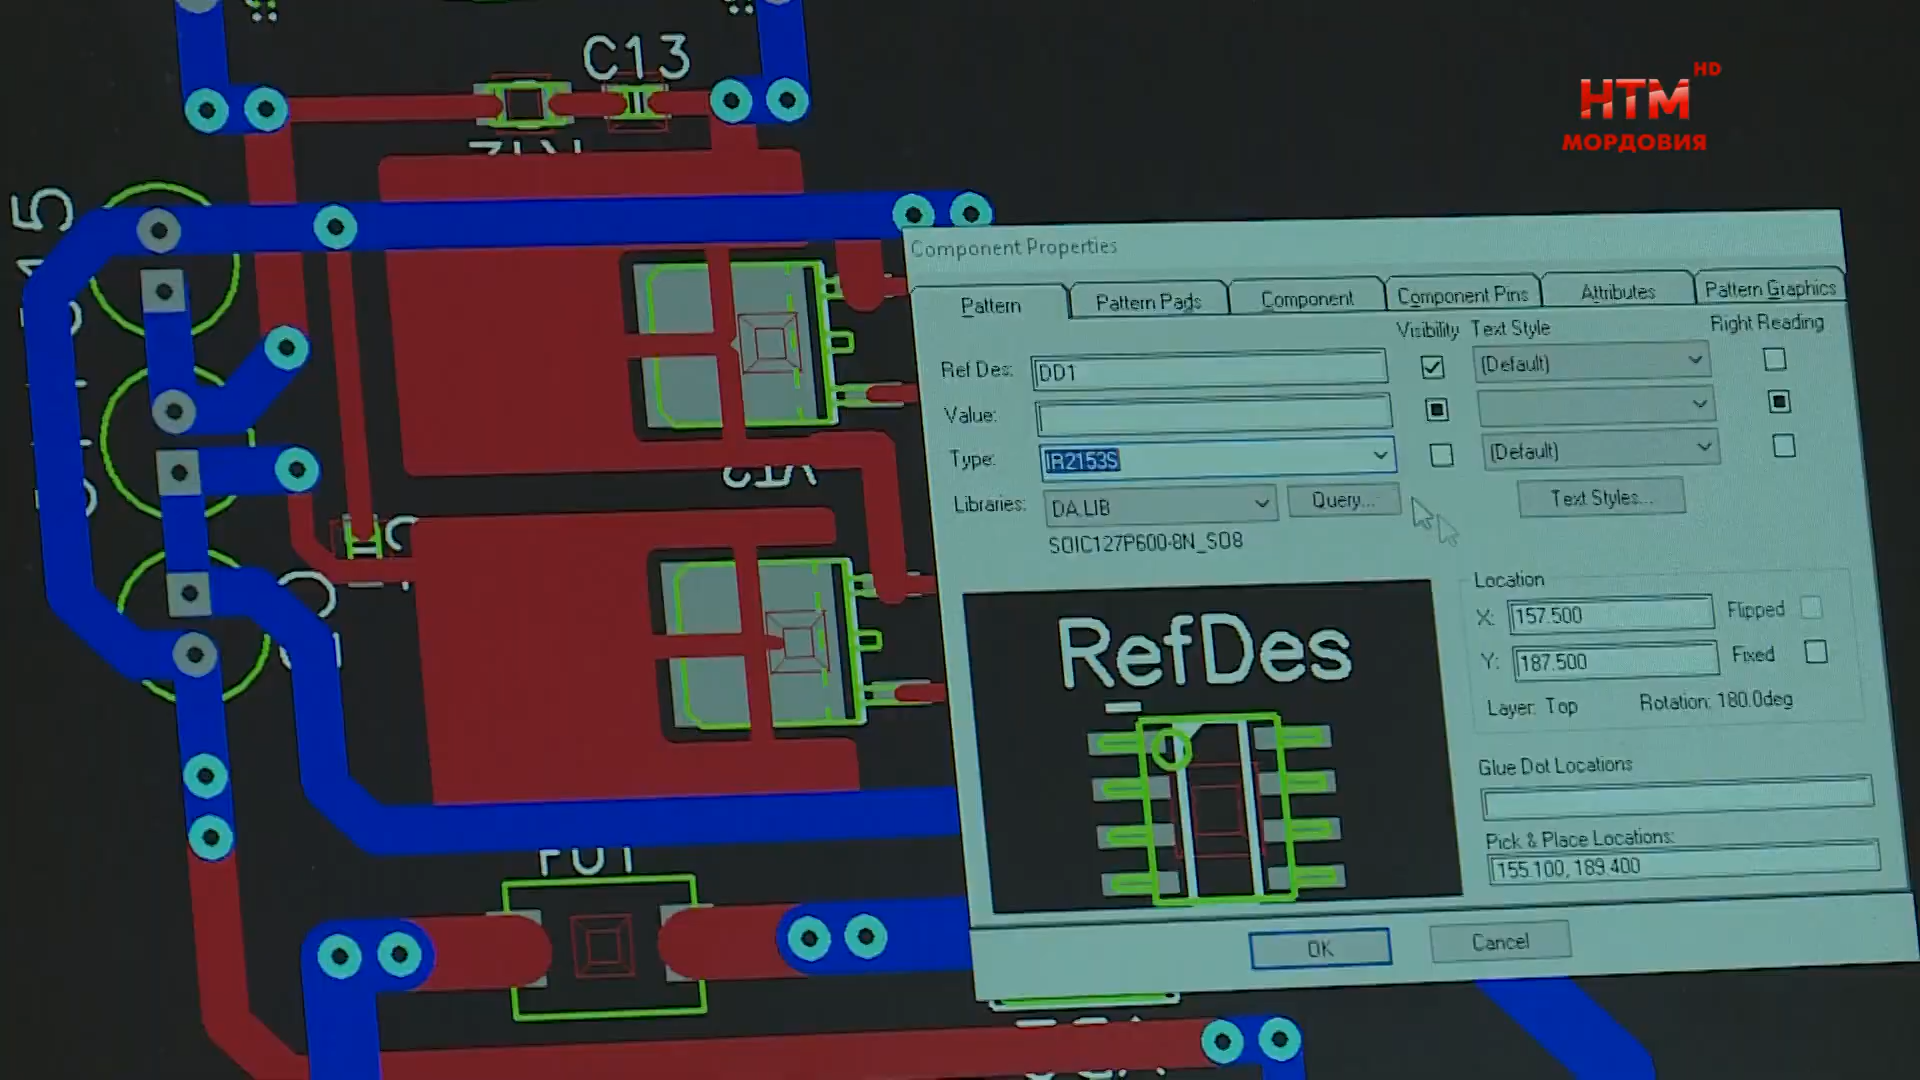 C13
HD
НТМ
МОРДОВИЯ
Component Properties
Pattern
Pattern Pads
Component
Component Pins
Attributes
Pattern Graphics
Visibility
Text Style
Right Reading
Ref Des:
DD1
(Default)
Value:
Type:
IR2153S
(Default)
Libraries:
DA.LIB
Query...
Text Styles...
SOIC127P600-8N_SO8
RefDes
Location
X:
157.500
Flipped
Y:
187.500
Fixed
Layer: Top
Rotation: 180.0deg
Glue Dot Locations
Pick & Place Locations:
155.100, 189.400
OK
Cancel